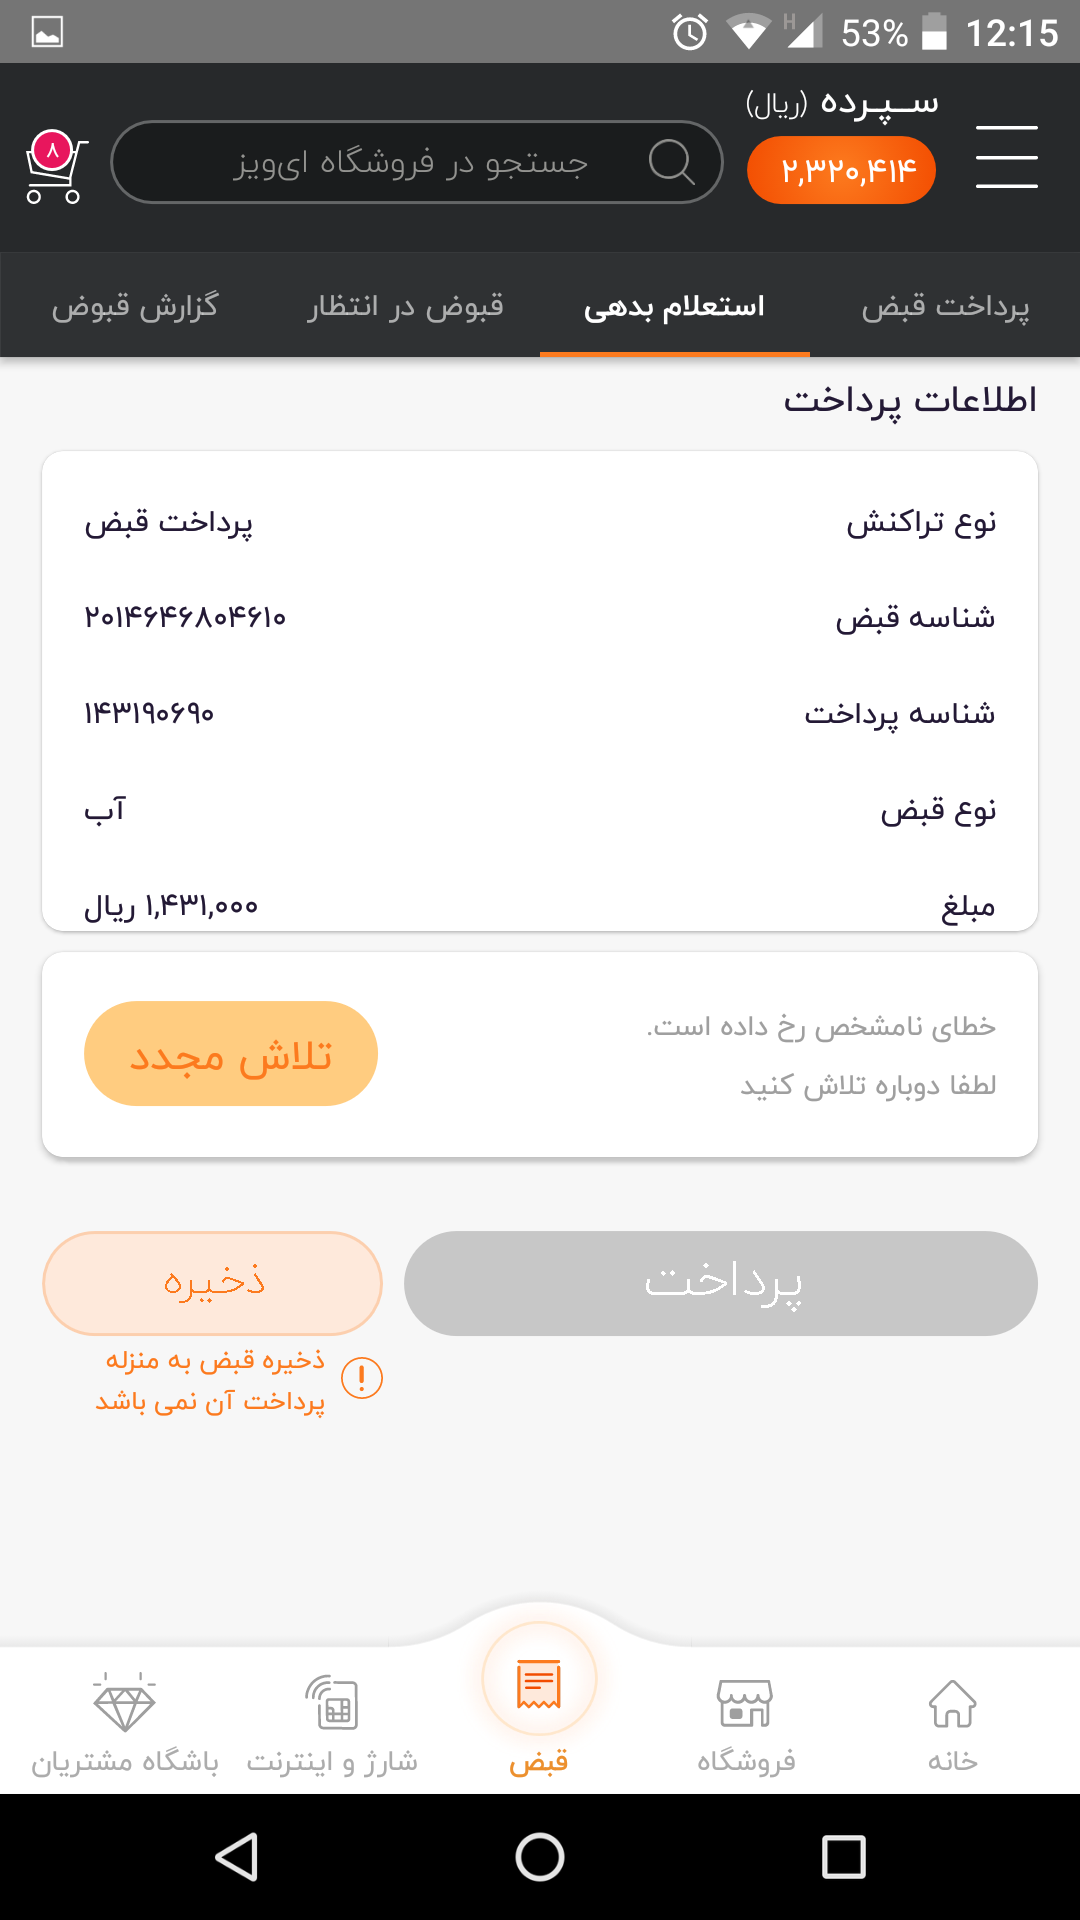 53% 12:15
سـپـرده (ریال)
۲,۳۲۰,۴۱۴
جستجو در فروشگاه ای‌ویز
۸
پرداخت قبض
استعلام بدهی
قبوض در انتظار
گزارش قبوض
اطلاعات پرداخت
نوع تراکنش پرداخت قبض
شناسه قبض ۲۰۱۴۶۴۶۸۰۴۶۱۰
شناسه پرداخت ۱۴۳۱۹۰۶۹۰
نوع قبض آب
مبلغ ۱,۴۳۱,۰۰۰ ریال
خطای نامشخص رخ داده است.
لطفا دوباره تلاش کنید
تلاش مجدد
پرداخت
ذخیره
ذخیره قبض به منزله
پرداخت آن نمی باشد
خانه
فروشگاه
قبض
شارژ و اینترنت
باشگاه مشتریان